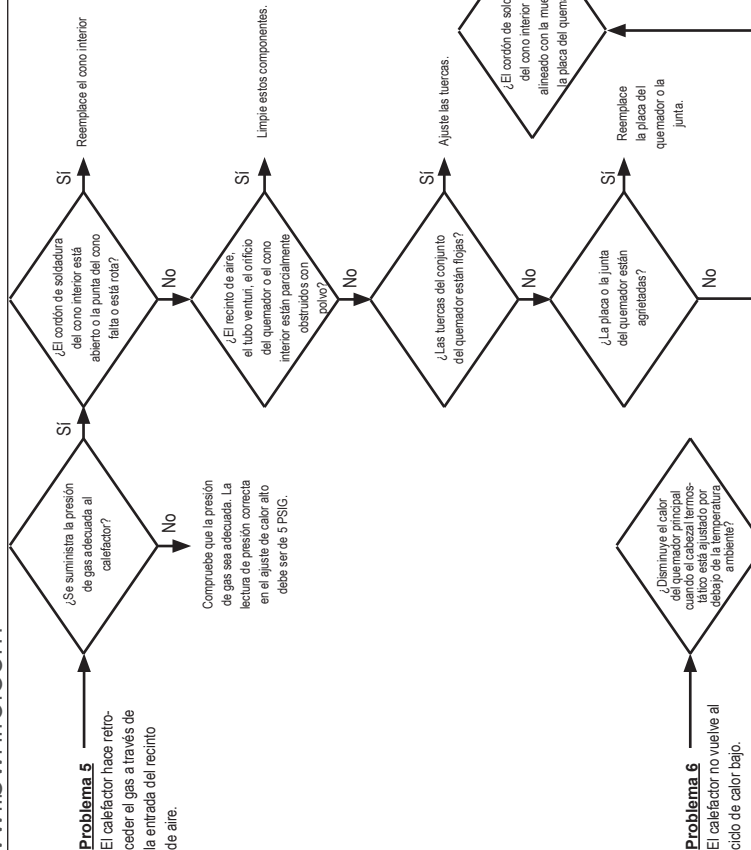 Problema 5
El calefactor hace retro-
ceder el gas a través de
la entrada del recinto
de aire.
¿Se suministra la presión
de gas adecuada al
calefactor?
Sí
No
Compruebe que la presión
de gas sea adecuada. La
lectura de presión correcta
en el ajuste de calor alto
debe ser de 5 PSIG.
¿El cordón de soldadura
del cono interior está
abierto o la punta del cono
falta o está rota?
Sí
Reemplace el cono interior
No
¿El recinto de aire,
el tubo venturi, el orificio
del quemador o el cono
interior están parcialmente
obstruidos con
polvo?
Sí
Limpie estos componentes.
No
¿Las tuercas del conjunto
del quemador están flojas?
Sí
Ajuste las tuercas.
No
¿La placa o la junta
del quemador están
agrietadas?
Sí
Reemplace
la placa del
quemador o la
junta.
No
¿El cordón de sold
del cono interior
alineado con la mue
la placa del quema
Problema 6
El calefactor no vuelve al
ciclo de calor bajo.
¿Disminuye el calor
del quemador principal
cuando el cabezal termos-
tático está ajustado por
debajo de la temperatura
ambiente?